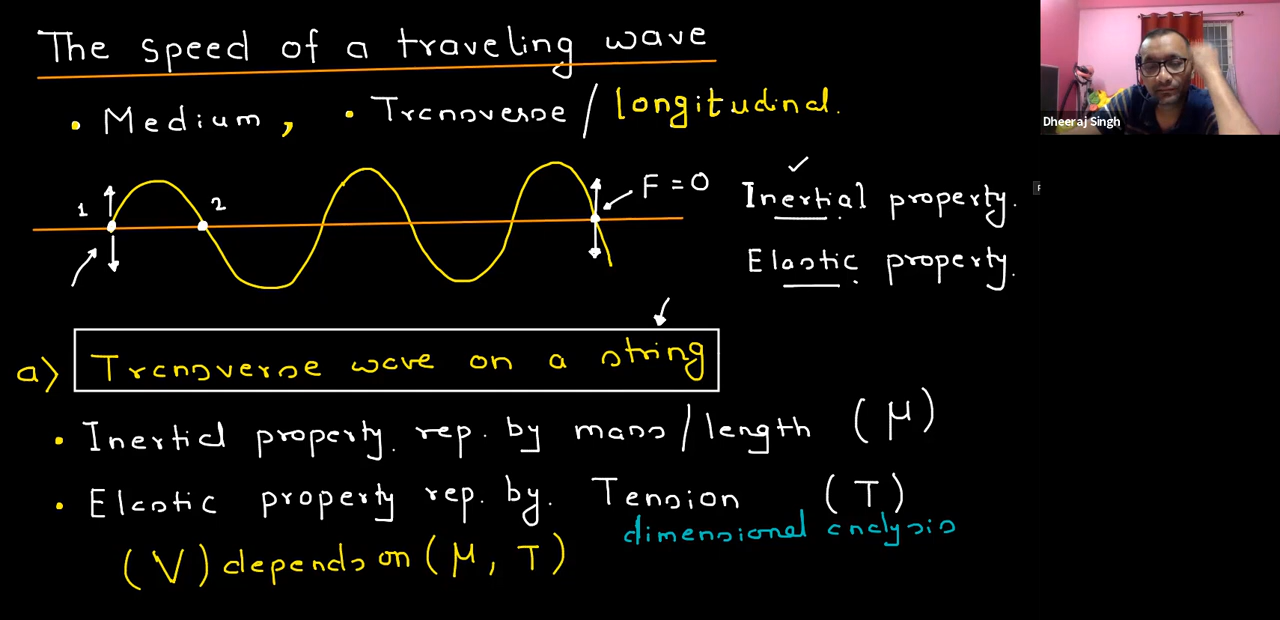 The speed of a traveling wave
• Medium, • Transverse / longitudinal.
Dheeraj Singh
1 2 F = 0 Inertial property.
Elastic property.
a) Transverse wave on a string
• Inertial property. rep. by mass/length (μ)
• Elastic property rep. by. Tension (T)
dimensional analysis
(V) depends on (μ, T)